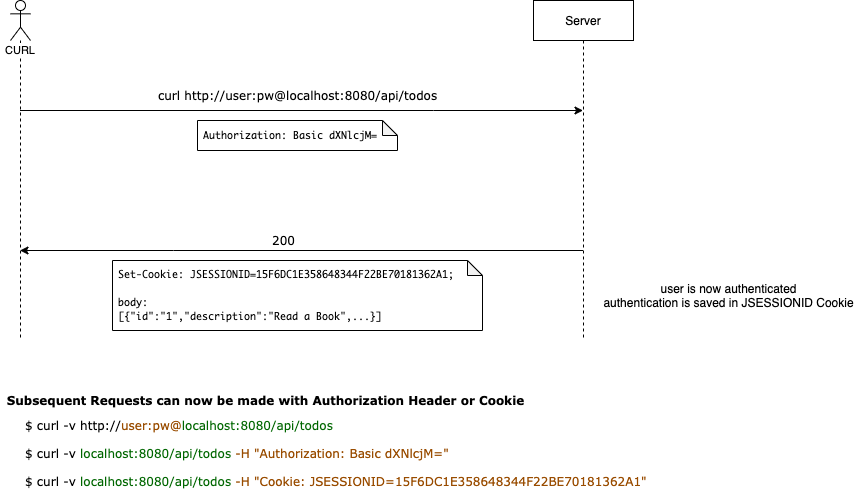 CURL
Server
curl http://user:pw@localhost:8080/api/todos
Authorization: Basic dXNlcjM=
200
Set-Cookie: JSESSIONID=15F6DC1E358648344F22BE70181362A1;
body:
[{"id":"1","description":"Read a Book",...}]
user is now authenticated
authentication is saved in JSESSIONID Cookie
Subsequent Requests can now be made with Authorization Header or Cookie
$ curl -v http://user:pw@localhost:8080/api/todos
$ curl -v localhost:8080/api/todos -H "Authorization: Basic dXNlcjM="
$ curl -v localhost:8080/api/todos -H "Cookie: JSESSIONID=15F6DC1E358648344F22BE70181362A1"